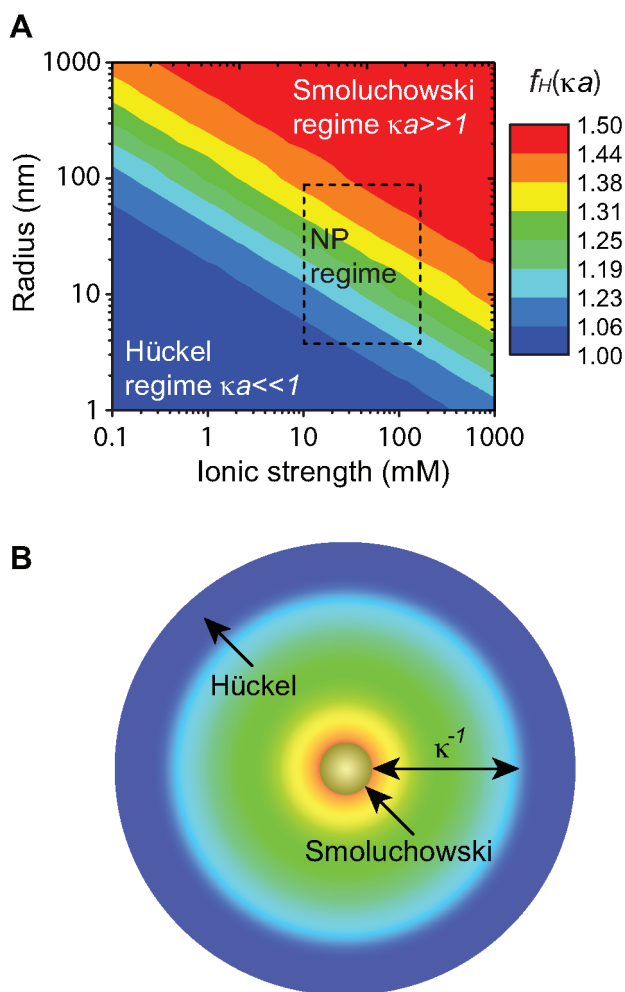 A
1000
100
10
1
Radius (nm)
Smoluchowski
regime κa>>1
NP
regime
Hückel
regime κa<<1
0.1
1
10
100
1000
Ionic strength (mM)
fH(κa)
1.50
1.44
1.38
1.31
1.25
1.19
1.23
1.06
1.00
B
Hückel
κ-1
Smoluchowski